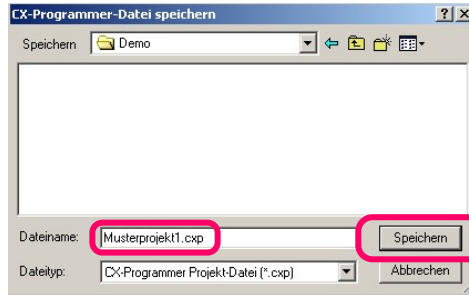 CX-Programmer-Datei speichern
Speichern Demo
Dateiname: Musterprojekt1.cxp Speichern
Dateityp: CX-Programmer Projekt-Datei (*.cxp) Abbrechen